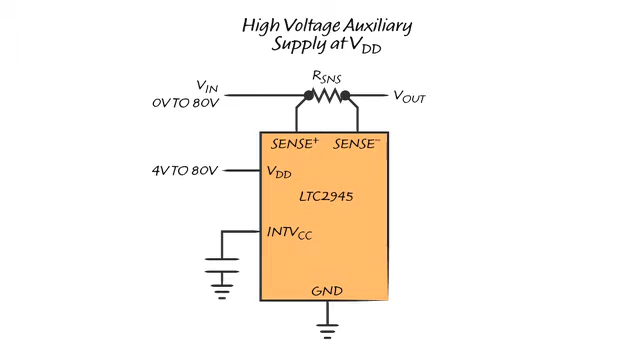 High Voltage Auxiliary
Supply at VDD
RSNS
VIN
0V TO 80V
VOUT
SENSE+ SENSE−
4V TO 80V
VDD
LTC2945
INTVCC
GND